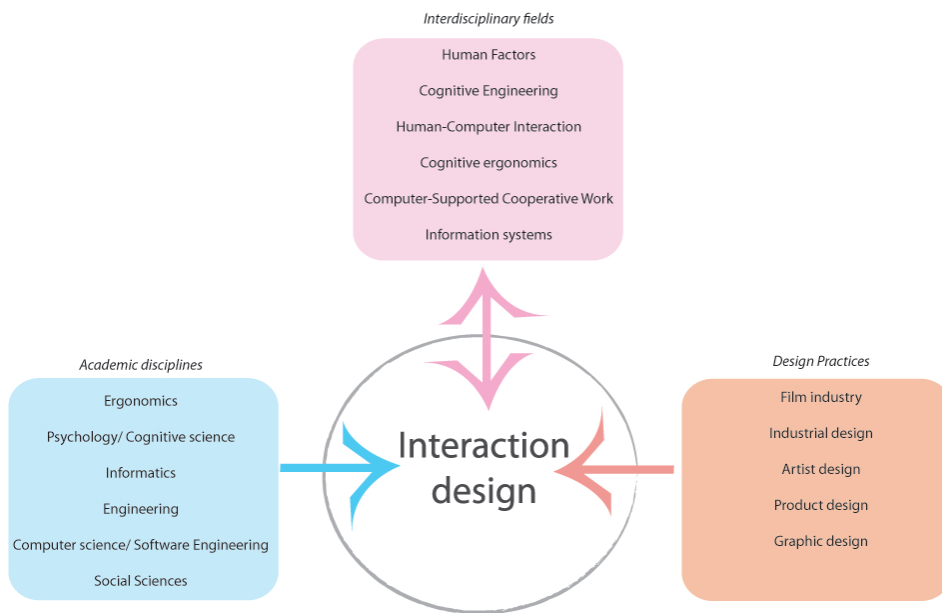 Interdisciplinary fields
Human Factors
Cognitive Engineering
Human-Computer Interaction
Cognitive ergonomics
Computer-Supported Cooperative Work
Information systems
Academic disciplines
Ergonomics
Psychology/ Cognitive science
Informatics
Engineering
Computer science/ Software Engineering
Social Sciences
Interaction
design
Design Practices
Film industry
Industrial design
Artist design
Product design
Graphic design